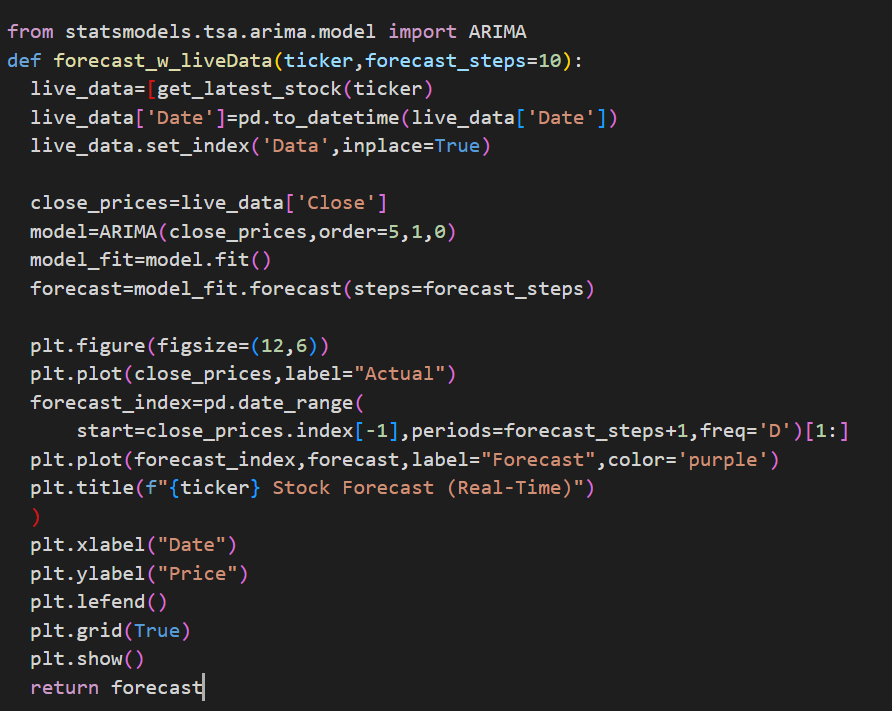 from statsmodels.tsa.arima.model import ARIMA
def forecast_w_liveData(ticker,forecast_steps=10):
  live_data=[get_latest_stock(ticker)
  live_data['Date']=pd.to_datetime(live_data['Date'])
  live_data.set_index('Data',inplace=True)

  close_prices=live_data['Close']
  model=ARIMA(close_prices,order=5,1,0)
  model_fit=model.fit()
  forecast=model_fit.forecast(steps=forecast_steps)

  plt.figure(figsize=(12,6))
  plt.plot(close_prices,label="Actual")
  forecast_index=pd.date_range(
      start=close_prices.index[-1],periods=forecast_steps+1,freq='D')[1:]
  plt.plot(forecast_index,forecast,label="Forecast",color='purple')
  plt.title(f"{ticker} Stock Forecast (Real-Time)")
  )
  plt.xlabel("Date")
  plt.ylabel("Price")
  plt.lefend()
  plt.grid(True)
  plt.show()
  return forecast